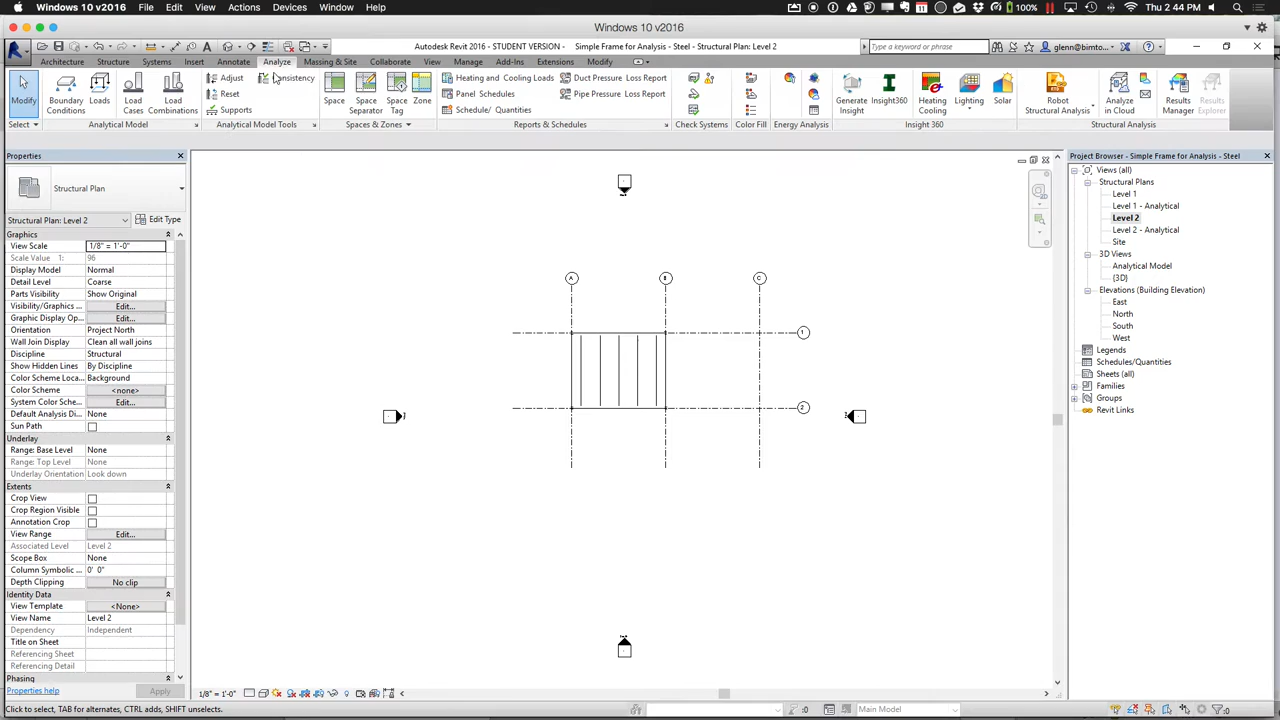 File Edit View Actions Devices Window Help
100% Thu 2:44 PM
Windows 10 v2016
Autodesk Revit 2016 - STUDENT VERSION - Simple Frame for Analysis - Steel - Structural Plan: Level 2
Type a keyword or phrase
glenn@bimto...
Architecture Structure Systems Insert Annotate Analyze Massing & Site Collaborate View Manage Add-Ins Extensions Modify
Modify
Boundary Conditions
Loads
Load Cases
Load Combinations
Adjust
Reset
Supports
Consistency
Space
Space Separator
Space Tag
Zone
Heating and Cooling Loads
Panel Schedules
Schedule/ Quantities
Duct Pressure Loss Report
Pipe Pressure Loss Report
Generate Insight
Insight360
Heating Cooling
Lighting
Solar
Robot Structural Analysis
Analyze in Cloud
Results Manager
Results Explorer
Select Analytical Model Analytical Model Tools Spaces & Zones Reports & Schedules Check Systems Color Fill Energy Analysis Insight 360 Structural Analysis
Properties
Structural Plan
Structural Plan: Level 2 Edit Type
Graphics
View Scale 1/8" = 1'-0"
Scale Value 1: 96
Display Model Normal
Detail Level Coarse
Parts Visibility Show Original
Visibility/Graphics ... Edit...
Graphic Display Op... Edit...
Orientation Project North
Wall Join Display Clean all wall joins
Discipline Structural
Show Hidden Lines By Discipline
Color Scheme Loca... Background
Color Scheme <none>
System Color Sche... Edit...
Default Analysis Di... None
Sun Path
Underlay
Range: Base Level None
Range: Top Level None
Underlay Orientation Look down
Extents
Crop View
Crop Region Visible
Annotation Crop
View Range Edit...
Associated Level Level 2
Scope Box None
Column Symbolic ... 0' 0"
Depth Clipping No clip
Identity Data
View Template <None>
View Name Level 2
Dependency Independent
Title on Sheet
Referencing Sheet
Referencing Detail
Phasing
Properties help Apply
A B C
1
2
Project Browser - Simple Frame for Analysis - Steel
Views (all)
Structural Plans
Level 1
Level 1 - Analytical
Level 2
Level 2 - Analytical
Site
3D Views
Analytical Model
{3D}
Elevations (Building Elevation)
East
North
South
West
Legends
Schedules/Quantities
Sheets (all)
Families
Groups
Revit Links
1/8" = 1'-0"
Click to select, TAB for alternates, CTRL adds, SHIFT unselects.
:0
Main Model
:0